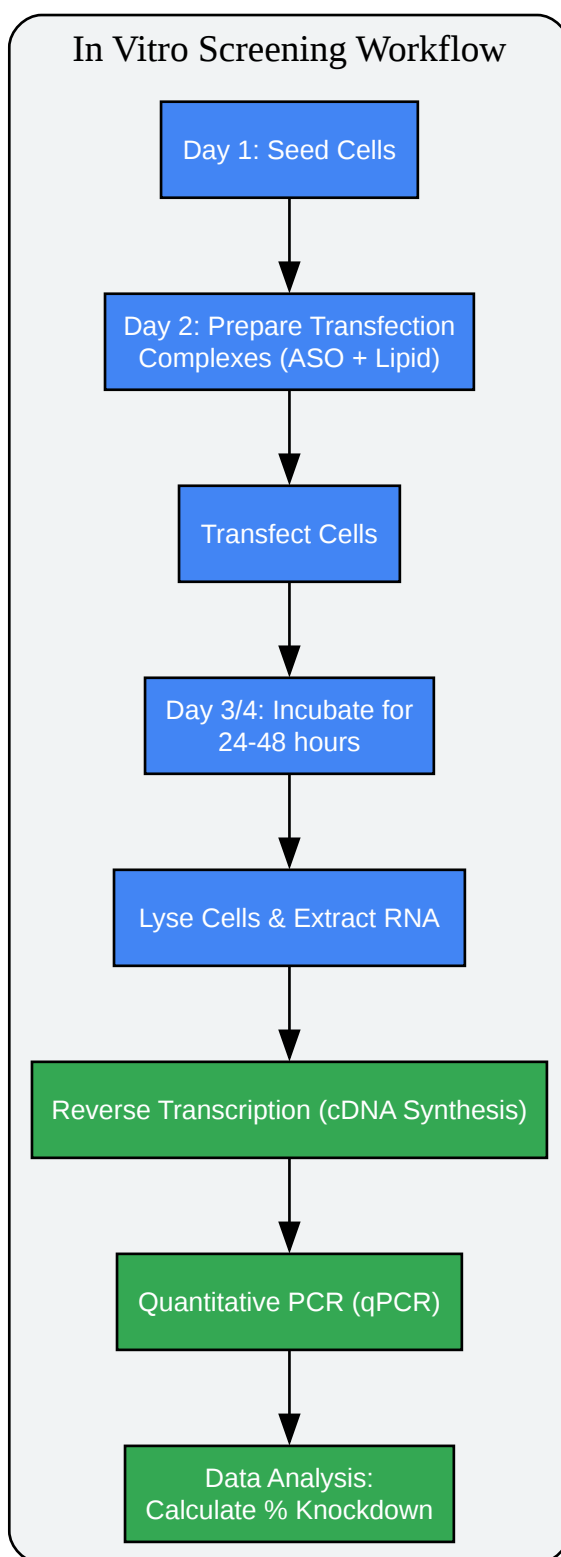 In Vitro Screening Workflow
Day 1: Seed Cells
Day 2: Prepare Transfection
Complexes (ASO + Lipid)
Transfect Cells
Day 3/4: Incubate for
24-48 hours
Lyse Cells & Extract RNA
Reverse Transcription (cDNA Synthesis)
Quantitative PCR (qPCR)
Data Analysis:
Calculate % Knockdown